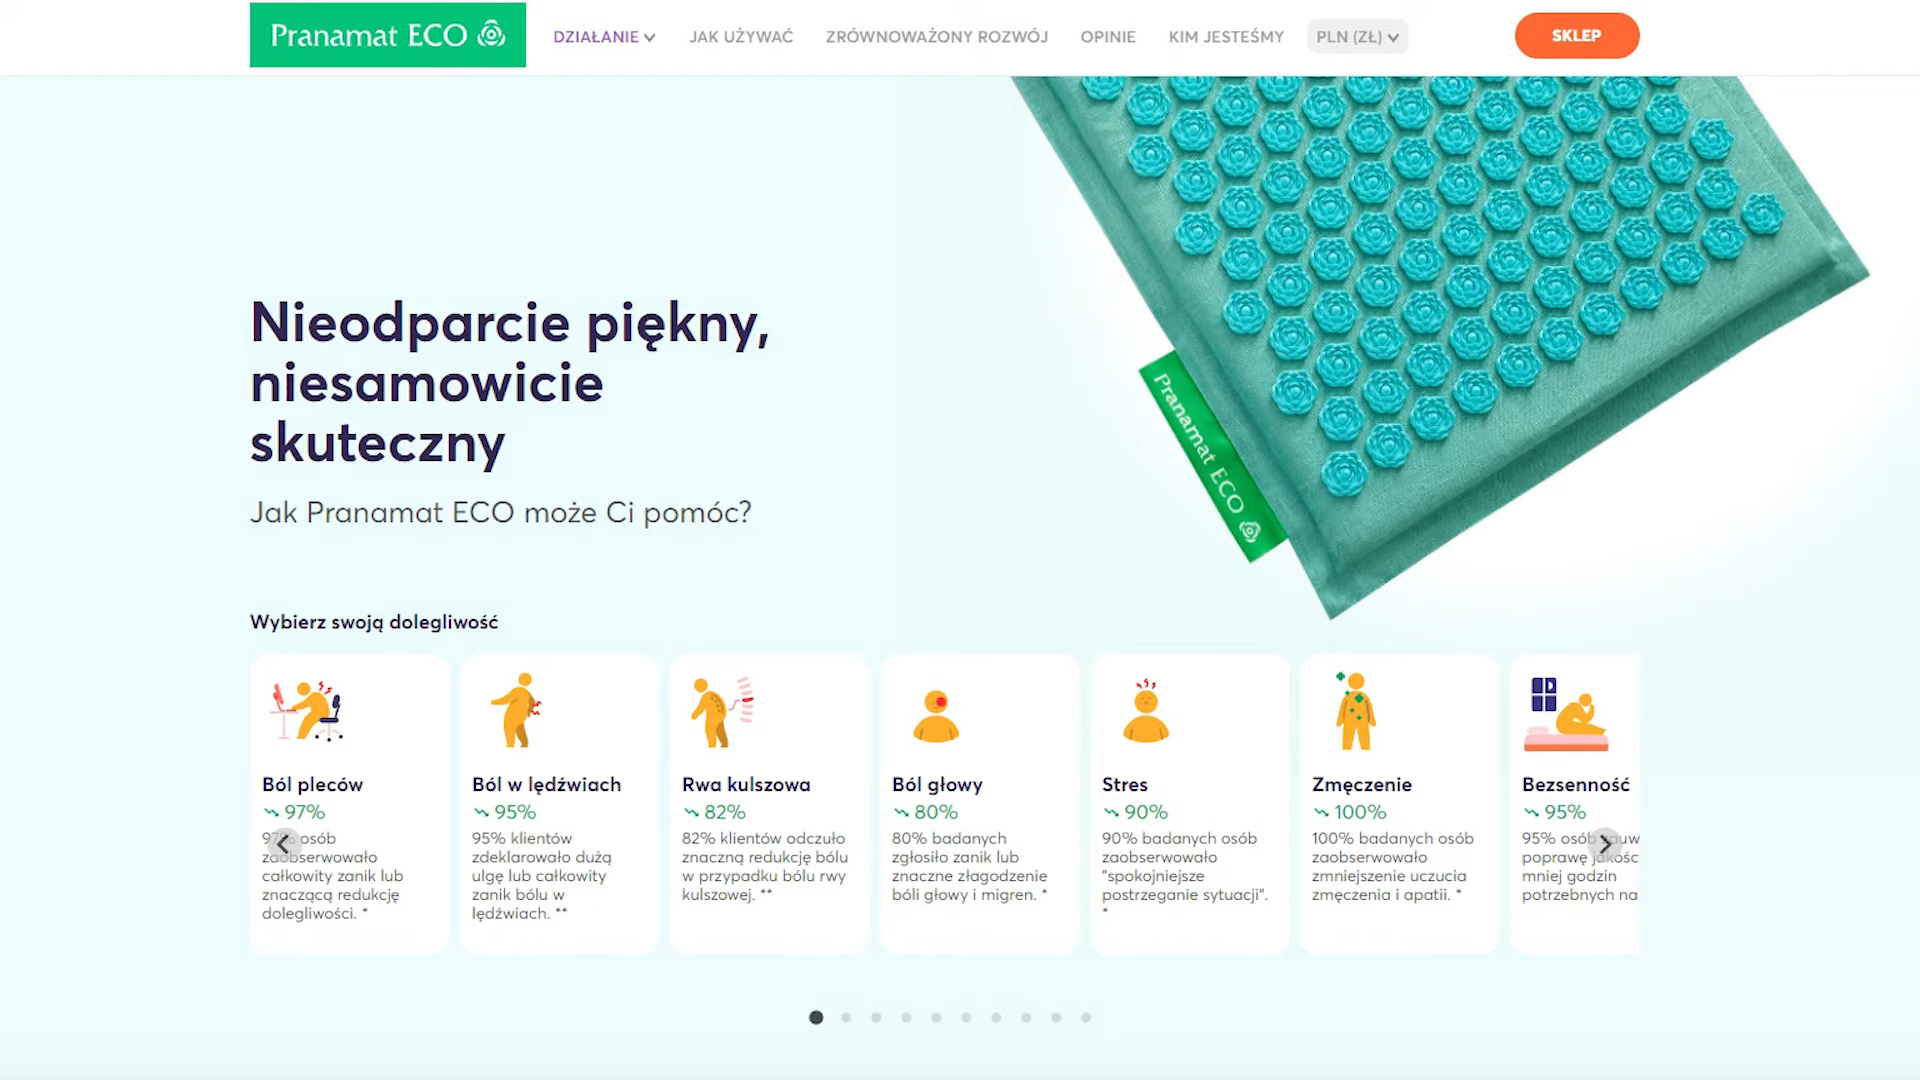 Pranamat ECO
DZIAŁANIE
JAK UŻYWAĆ
ZRÓWNOWAŻONY ROZWÓJ
OPINIE
KIM JESTEŚMY
PLN (ZŁ)
SKLEP
Pranamat ECO
Nieodparcie piękny,
niesamowicie
skuteczny
Jak Pranamat ECO może Ci pomóc?
Wybierz swoją dolegliwość
Ból pleców
97%
97% osób
zaobserwowało
całkowity zanik lub
znaczącą redukcję
dolegliwości. *
Ból w lędźwiach
95%
95% klientów
zdeklarowało dużą
ulgę lub całkowity
zanik bólu w
lędźwiach. **
Rwa kulszowa
82%
82% klientów odczuło
znaczną redukcję bólu
w przypadku bólu rwy
kulszowej. **
Ból głowy
80%
80% badanych
zgłosiło zanik lub
znaczne złagodzenie
bóli głowy i migren. *
Stres
90%
90% badanych osób
zaobserwowało
"spokojniejsze
postrzeganie sytuacji".
*
Zmęczenie
100%
100% badanych osób
zaobserwowało
zmniejszenie uczucia
zmęczenia i apatii. *
Bezsenność
95%
95% osób
poprawę
mniej godzin
potrzebnych na